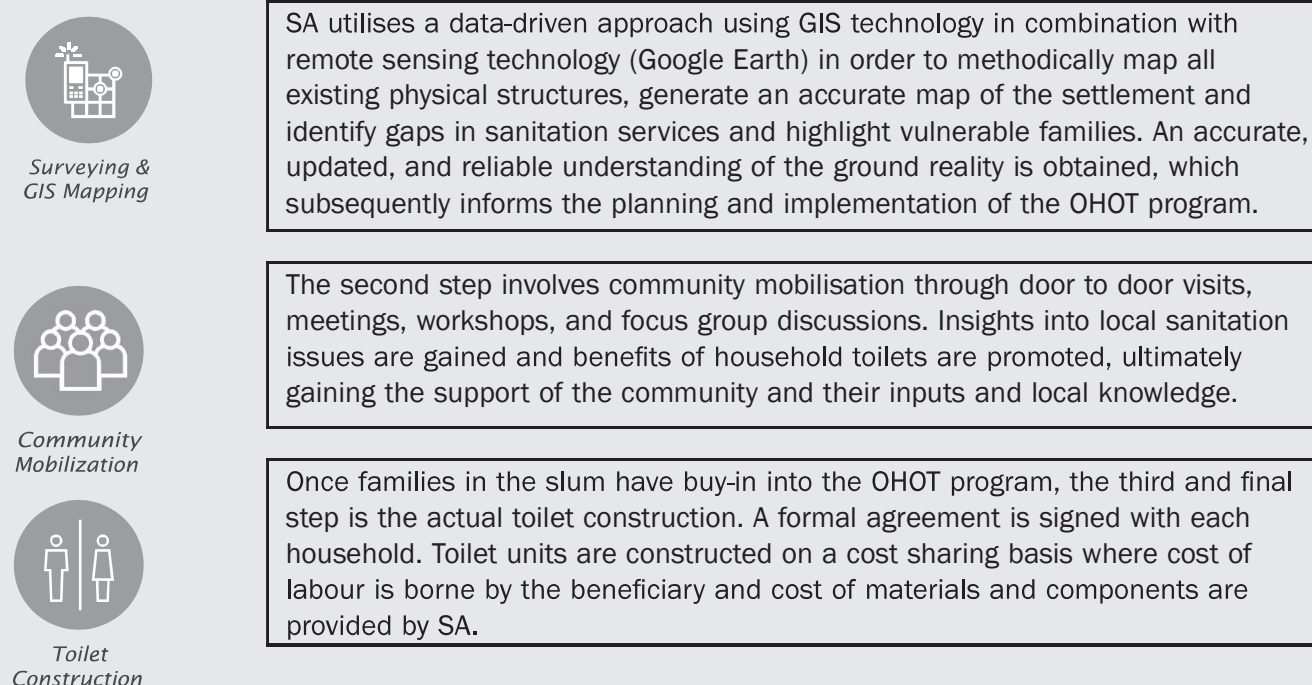 Surveying &
GIS Mapping
SA utilises a data-driven approach using GIS technology in combination with
remote sensing technology (Google Earth) in order to methodically map all
existing physical structures, generate an accurate map of the settlement and
identify gaps in sanitation services and highlight vulnerable families. An accurate,
updated, and reliable understanding of the ground reality is obtained, which
subsequently informs the planning and implementation of the OHOT program.
Community
Mobilization
The second step involves community mobilisation through door to door visits,
meetings, workshops, and focus group discussions. Insights into local sanitation
issues are gained and benefits of household toilets are promoted, ultimately
gaining the support of the community and their inputs and local knowledge.
Toilet
Construction
Once families in the slum have buy-in into the OHOT program, the third and final
step is the actual toilet construction. A formal agreement is signed with each
household. Toilet units are constructed on a cost sharing basis where cost of
labour is borne by the beneficiary and cost of materials and components are
provided by SA.